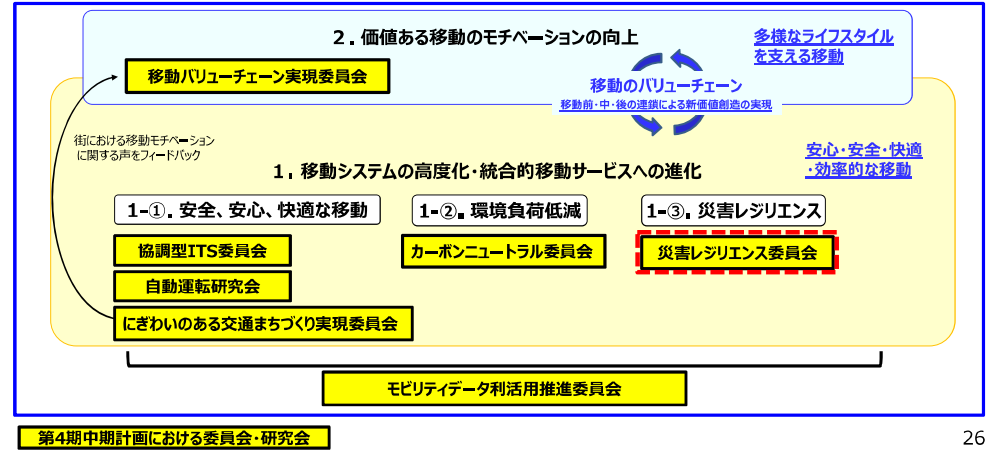 2．価値ある移動のモチベーションの向上
多様なライフスタイル
を支える移動
移動バリューチェーン実現委員会
移動のバリューチェーン
移動前・中・後の連鎖による新価値創造の実現
街における移動モチベーション
に関する声をフィードバック
安心・安全・快適
・効率的な移動
1．移動システムの高度化・統合的移動サービスへの進化
1-①．安全、安心、快適な移動
1-②．環境負荷低減
1-③．災害レジリエンス
協調型ITS委員会
カーボンニュートラル委員会
災害レジリエンス委員会
自動運転研究会
にぎわいのある交通まちづくり実現委員会
モビリティデータ利活用推進委員会
第4期中期計画における委員会・研究会
26